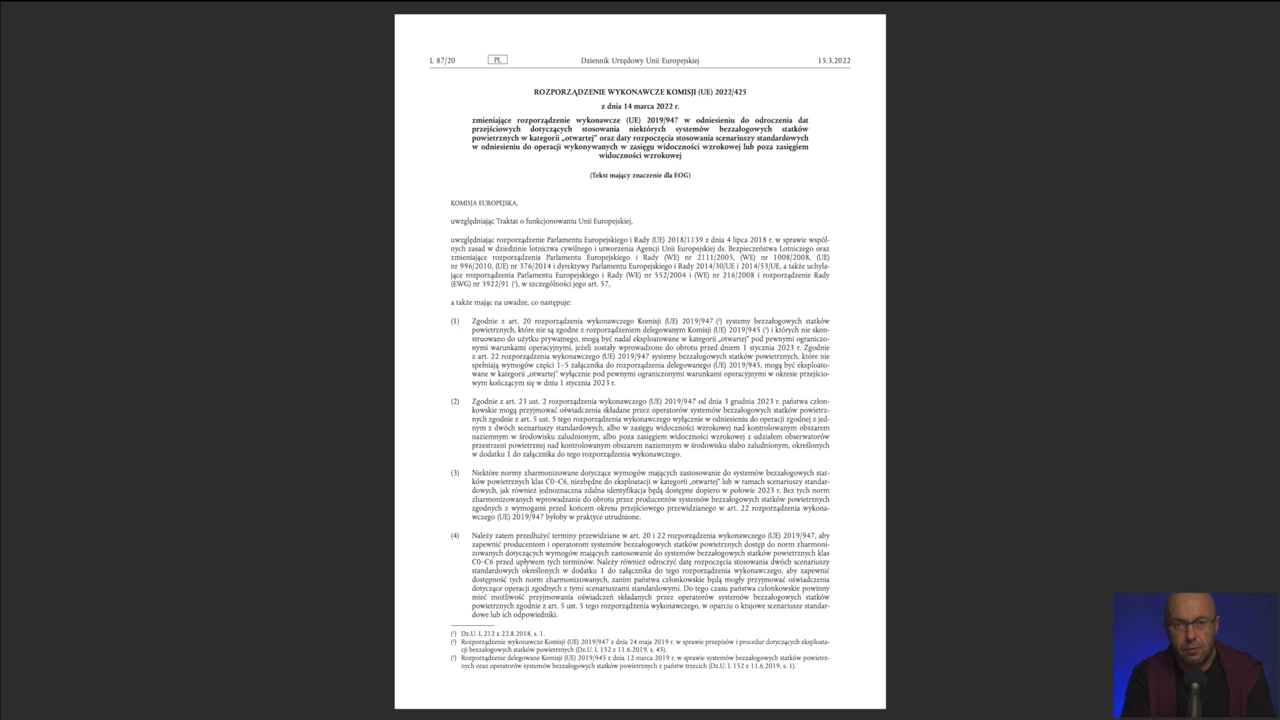 L 87/20
PL
Dziennik Urzędowy Unii Europejskiej
15.3.2022
ROZPORZĄDZENIE WYKONAWCZE KOMISJI (UE) 2022/425
z dnia 14 marca 2022 r.
zmieniające rozporządzenie wykonawcze (UE) 2019/947 w odniesieniu do odroczenia dat
przejściowych dotyczących stosowania niektórych systemów bezzałogowych statków
powietrznych w kategorii „otwartej” oraz daty rozpoczęcia stosowania scenariuszy standardowych
w odniesieniu do operacji wykonywanych w zasięgu widoczności wzrokowej lub poza zasięgiem
widoczności wzrokowej
(Tekst mający znaczenie dla EOG)
KOMISJA EUROPEJSKA,
uwzględniając Traktat o funkcjonowaniu Unii Europejskiej,
uwzględniając rozporządzenie Parlamentu Europejskiego i Rady (UE) 2018/1139 z dnia 4 lipca 2018 r. w sprawie wspól-
nych zasad w dziedzinie lotnictwa cywilnego i utworzenia Agencji Unii Europejskiej ds. Bezpieczeństwa Lotniczego oraz
zmieniające rozporządzenia Parlamentu Europejskiego i Rady (WE) nr 2111/2005, (WE) nr 1008/2008, (UE)
nr 996/2010, (UE) nr 376/2014 i dyrektywy Parlamentu Europejskiego i Rady 2014/30/UE i 2014/53/UE, a także uchyla-
jące rozporządzenia Parlamentu Europejskiego i Rady (WE) nr 552/2004 i (WE) nr 216/2008 i rozporządzenie Rady
(EWG) nr 3922/91 (¹), w szczególności jego art. 57,
a także mając na uwadze, co następuje:
(1) Zgodnie z art. 20 rozporządzenia wykonawczego Komisji (UE) 2019/947 (²) systemy bezzałogowych statków
powietrznych, które nie są zgodne z rozporządzeniem delegowanym Komisji (UE) 2019/945 (³) i których nie skon-
struowano do użytku prywatnego, mogą być nadal eksploatowane w kategorii „otwartej” pod pewnymi ograniczo-
nymi warunkami operacyjnymi, jeżeli zostały wprowadzone do obrotu przed dniem 1 stycznia 2023 r. Zgodnie
z art. 22 rozporządzenia wykonawczego (UE) 2019/947 systemy bezzałogowych statków powietrznych, które nie
spełniają wymogów części 1–5 załącznika do rozporządzenia delegowanego (UE) 2019/945, mogą być eksploato-
wane w kategorii „otwartej” wyłącznie pod pewnymi ograniczonymi warunkami operacyjnymi w okresie przejścio-
wym kończącym się w dniu 1 stycznia 2023 r.
(2) Zgodnie z art. 23 ust. 2 rozporządzenia wykonawczego (UE) 2019/947 od dnia 3 grudnia 2023 r. państwa człon-
kowskie mogą przyjmować oświadczenia składane przez operatorów systemów bezzałogowych statków powietrz-
nych zgodnie z art. 5 ust. 5 tego rozporządzenia wykonawczego wyłącznie w odniesieniu do operacji zgodnej z jed-
nym z dwóch scenariuszy standardowych, albo w zasięgu widoczności wzrokowej nad kontrolowanym obszarem
naziemnym w środowisku zaludnionym, albo poza zasięgiem widoczności wzrokowej z udziałem obserwatorów
przestrzeni powietrznej nad kontrolowanym obszarem naziemnym w środowisku słabo zaludnionym, określonych
w dodatku 1 do załącznika do tego rozporządzenia wykonawczego.
(3) Niektóre normy zharmonizowane dotyczące wymogów mających zastosowanie do systemów bezzałogowych stat-
ków powietrznych klas C0–C6, niezbędne do eksploatacji w kategorii „otwartej” lub w ramach scenariuszy standar-
dowych, jak również jednoznaczna zdalna identyfikacja będą dostępne dopiero w połowie 2023 r. Bez tych norm
zharmonizowanych wprowadzanie do obrotu przez producentów systemów bezzałogowych statków powietrznych
zgodnych z wymogami przed końcem okresu przejściowego przewidzianego w art. 22 rozporządzenia wykona-
wczego (UE) 2019/947 byłoby w praktyce utrudnione.
(4) Należy zatem przedłużyć terminy przewidziane w art. 20 i 22 rozporządzenia wykonawczego (UE) 2019/947, aby
zapewnić producentom i operatorom systemów bezzałogowych statków powietrznych dostęp do norm zharmoni-
zowanych dotyczących wymogów mających zastosowanie do systemów bezzałogowych statków powietrznych klas
C0–C6 przed upływem tych terminów. Należy również odroczyć datę rozpoczęcia stosowania dwóch scenariuszy
standardowych określonych w dodatku 1 do załącznika do tego rozporządzenia wykonawczego, aby zapewnić
dostępność tych norm zharmonizowanych, zanim państwa członkowskie będą mogły przyjmować oświadczenia
dotyczące operacji zgodnych z tymi scenariuszami standardowymi. Do tego czasu państwa członkowskie powinny
mieć możliwość przyjmowania oświadczeń składanych przez operatorów systemów bezzałogowych statków
powietrznych zgodnie z art. 5 ust. 5 tego rozporządzenia wykonawczego, w oparciu o krajowe scenariusze standar-
dowe lub ich odpowiedniki.
(¹) Dz.U. L 212 z 22.8.2018, s. 1.
(²) Rozporządzenie wykonawcze Komisji (UE) 2019/947 z dnia 24 maja 2019 r. w sprawie przepisów i procedur dotyczących eksploata-
cji bezzałogowych statków powietrznych (Dz.U. L 152 z 11.6.2019, s. 45).
(³) Rozporządzenie delegowane Komisji (UE) 2019/945 z dnia 12 marca 2019 r. w sprawie systemów bezzałogowych statków powietrz-
nych oraz operatorów systemów bezzałogowych statków powietrznych z państw trzecich (Dz.U. L 152 z 11.6.2019, s. 1).